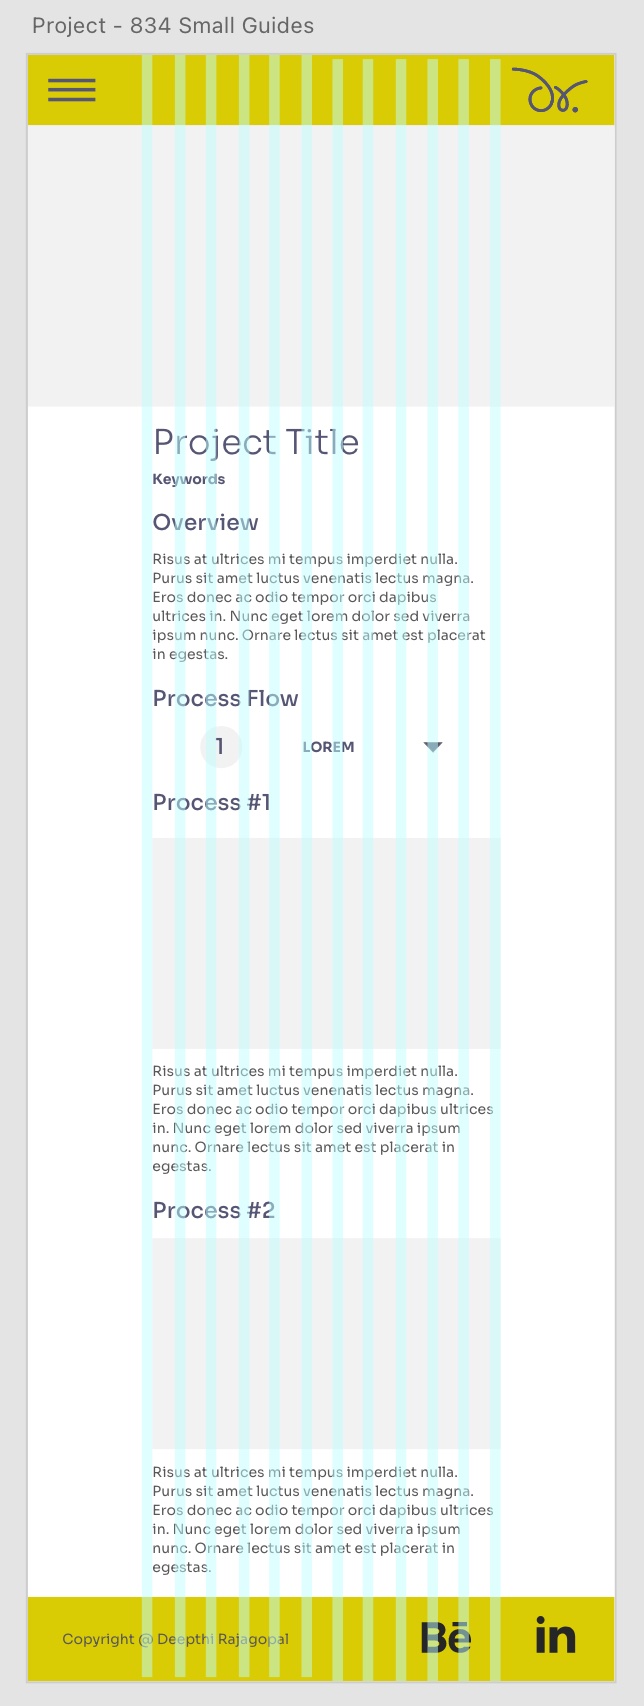 Project - 834 Small Guides
Project Title
Keywords
Overview
Risus at ultrices mi tempus imperdiet nulla.
Purus sit amet luctus venenatis lectus magna.
Eros donec ac odio tempor orci dapibus
ultrices in. Nunc eget lorem dolor sed viverra
ipsum nunc. Ornare lectus sit amet est placerat
in egestas.
Process Flow
1 LOREM
Process #1
Risus at ultrices mi tempus imperdiet nulla.
Purus sit amet luctus venenatis lectus magna.
Eros donec ac odio tempor orci dapibus ultrices
in. Nunc eget lorem dolor sed viverra ipsum
nunc. Ornare lectus sit amet est placerat in
egestas.
Process #2
Risus at ultrices mi tempus imperdiet nulla.
Purus sit amet luctus venenatis lectus magna.
Eros donec ac odio tempor orci dapibus ultrices
in. Nunc eget lorem dolor sed viverra ipsum
nunc. Ornare lectus sit amet est placerat in
egestas.
Copyright @ Deepthi Rajagopal Bē in